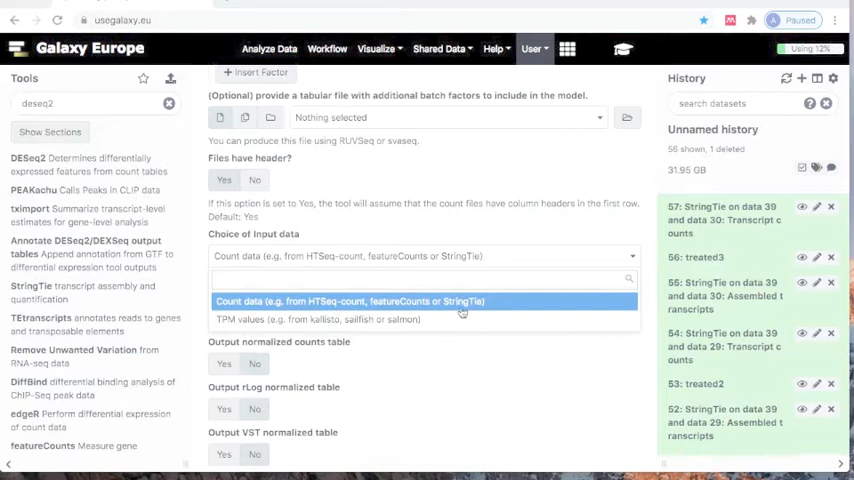 usegalaxy.eu
A Paused
Galaxy Europe
Analyze Data Workflow Visualize Shared Data Help User
Using 12%
Tools
deseq2
Show Sections
DESeq2 Determines differentially
expressed features from count tables
PEAKachu Calls Peaks in CLIP data
tximport Summarize transcript-level
estimates for gene-level analysis
Annotate DESeq2/DEXSeq output
tables Append annotation from GTF to
differential expression tool outputs
StringTie transcript assembly and
quantification
TEtranscripts annotates reads to genes
and transposable elements
Remove Unwanted Variation from
RNA-seq data
DiffBind differential binding analysis of
ChIP-Seq peak data
edgeR Perform differential expression
of count data
featureCounts Measure gene
Insert Factor
(Optional) provide a tabular file with additional batch factors to include in the model.
Nothing selected
You can produce this file using RUVSeq or svaseq.
Files have header?
Yes No
If this option is set to Yes, the tool will assume that the count files have column headers in the first row.
Default: Yes
Choice of Input data
Count data (e.g. from HTSeq-count, featureCounts or StringTie)
Count data (e.g. from HTSeq-count, featureCounts or StringTie)
TPM values (e.g. from kallisto, sailfish or salmon)
Output normalized counts table
Yes No
Output rLog normalized table
Yes No
Output VST normalized table
Yes No
History
search datasets
Unnamed history
56 shown, 1 deleted
31.95 GB
57: StringTie on data 39
and data 30: Transcript c
ounts
56: treated3
55: StringTie on data 39
and data 30: Assembled t
ranscripts
54: StringTie on data 39
and data 29: Transcript c
ounts
53: treated2
52: StringTie on data 39
and data 29: Assembled t
ranscripts